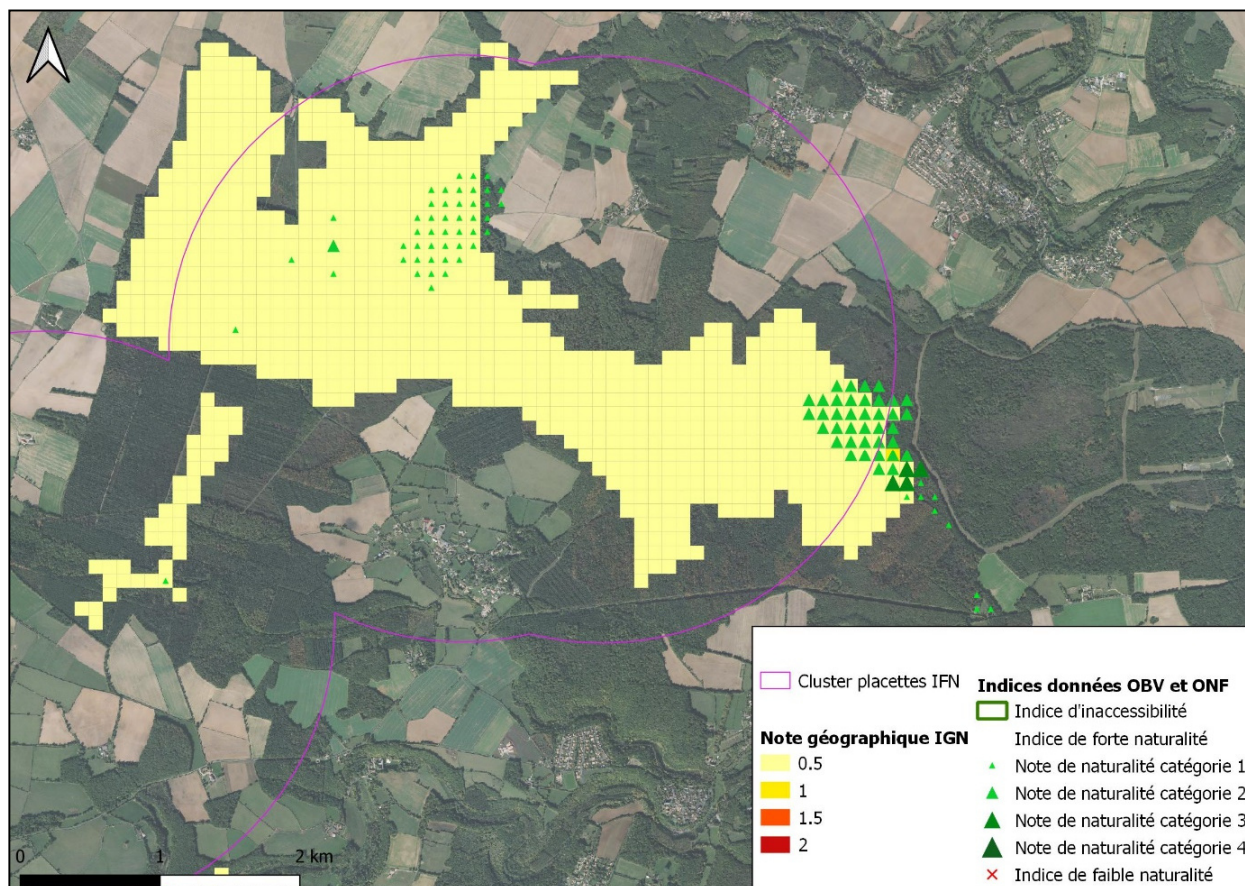 0 1 2 km
Cluster placettes IFN
Note géographique IGN
0.5
1
1.5
2
Indices données OBV et ONF
Indice d'inaccessibilité
Indice de forte naturalité
Note de naturalité catégorie 1
Note de naturalité catégorie 2
Note de naturalité catégorie 3
Note de naturalité catégorie 4
Indice de faible naturalité